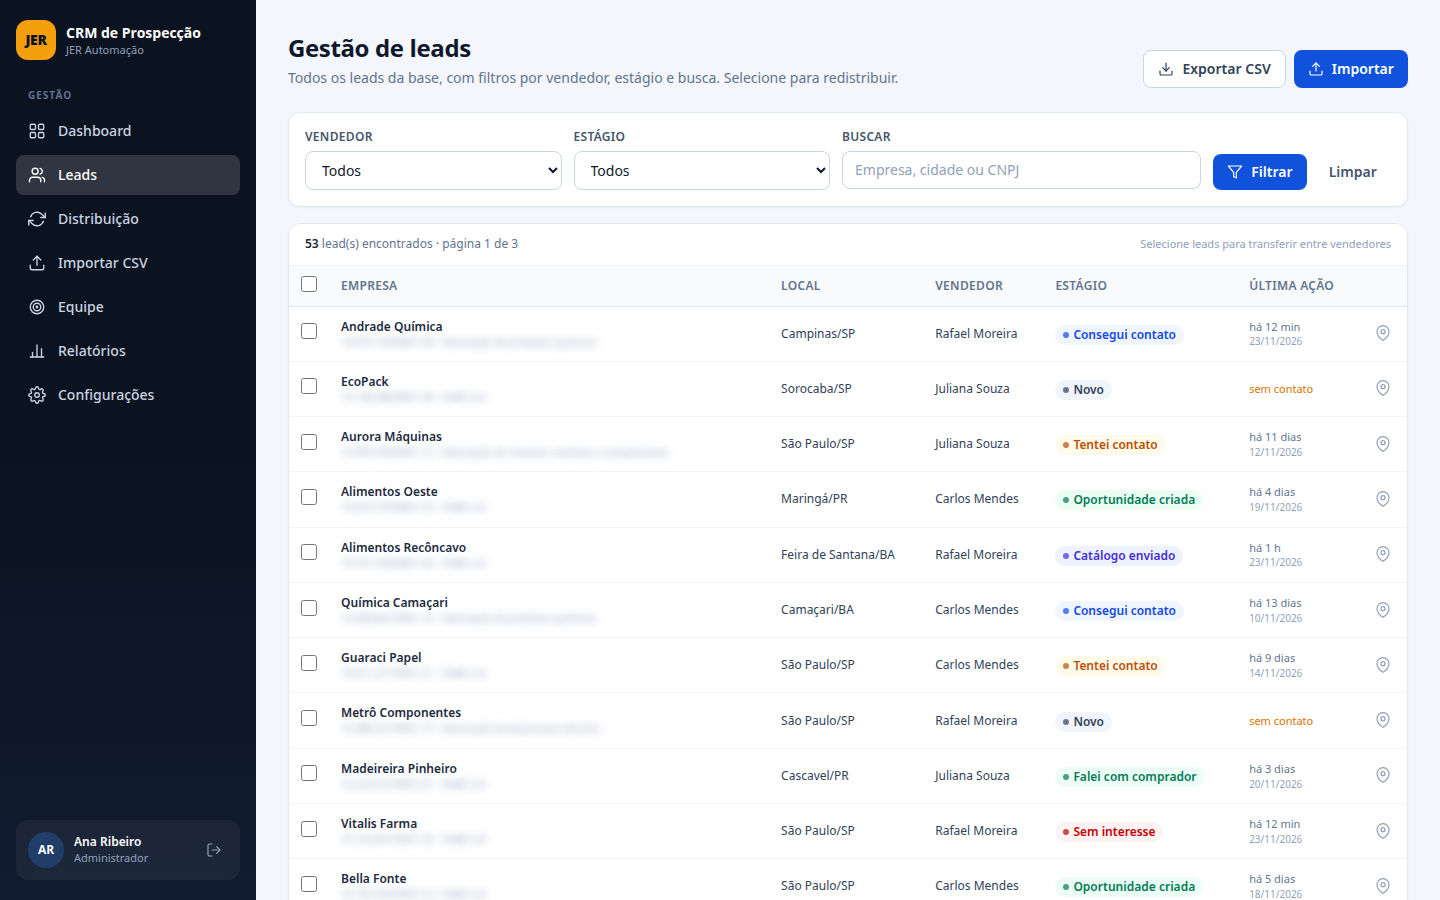 JER
CRM de Prospecção
JER Automação
GESTÃO
Dashboard
Leads
Distribuição
Importar CSV
Equipe
Relatórios
Configurações
AR
Ana Ribeiro
Administrador
Gestão de leads
Todos os leads da base, com filtros por vendedor, estágio e busca. Selecione para redistribuir.
Exportar CSV
Importar
VENDEDOR
ESTÁGIO
BUSCAR
Todos
Todos
Empresa, cidade ou CNPJ
Filtrar
Limpar
53 lead(s) encontrados · página 1 de 3
Selecione leads para transferir entre vendedores
EMPRESA LOCAL VENDEDOR ESTÁGIO ÚLTIMA AÇÃO
Andrade Química Campinas/SP Rafael Moreira Consegui contato há 12 min
23/11/2026
EcoPack Sorocaba/SP Juliana Souza Novo sem contato
Aurora Máquinas São Paulo/SP Juliana Souza Tentei contato há 11 dias
12/11/2026
Alimentos Oeste Maringá/PR Carlos Mendes Oportunidade criada há 4 dias
19/11/2026
Alimentos Recôncavo Feira de Santana/BA Rafael Moreira Catálogo enviado há 1 h
23/11/2026
Química Camaçari Camaçari/BA Carlos Mendes Consegui contato há 13 dias
10/11/2026
Guaraci Papel São Paulo/SP Carlos Mendes Tentei contato há 9 dias
14/11/2026
Metrô Componentes São Paulo/SP Rafael Moreira Novo sem contato
Madeireira Pinheiro Cascavel/PR Juliana Souza Falei com comprador há 3 dias
20/11/2026
Vitalis Farma São Paulo/SP Rafael Moreira Sem interesse há 12 min
23/11/2026
Bella Fonte São Paulo/SP Carlos Mendes Oportunidade criada há 5 dias
18/11/2026